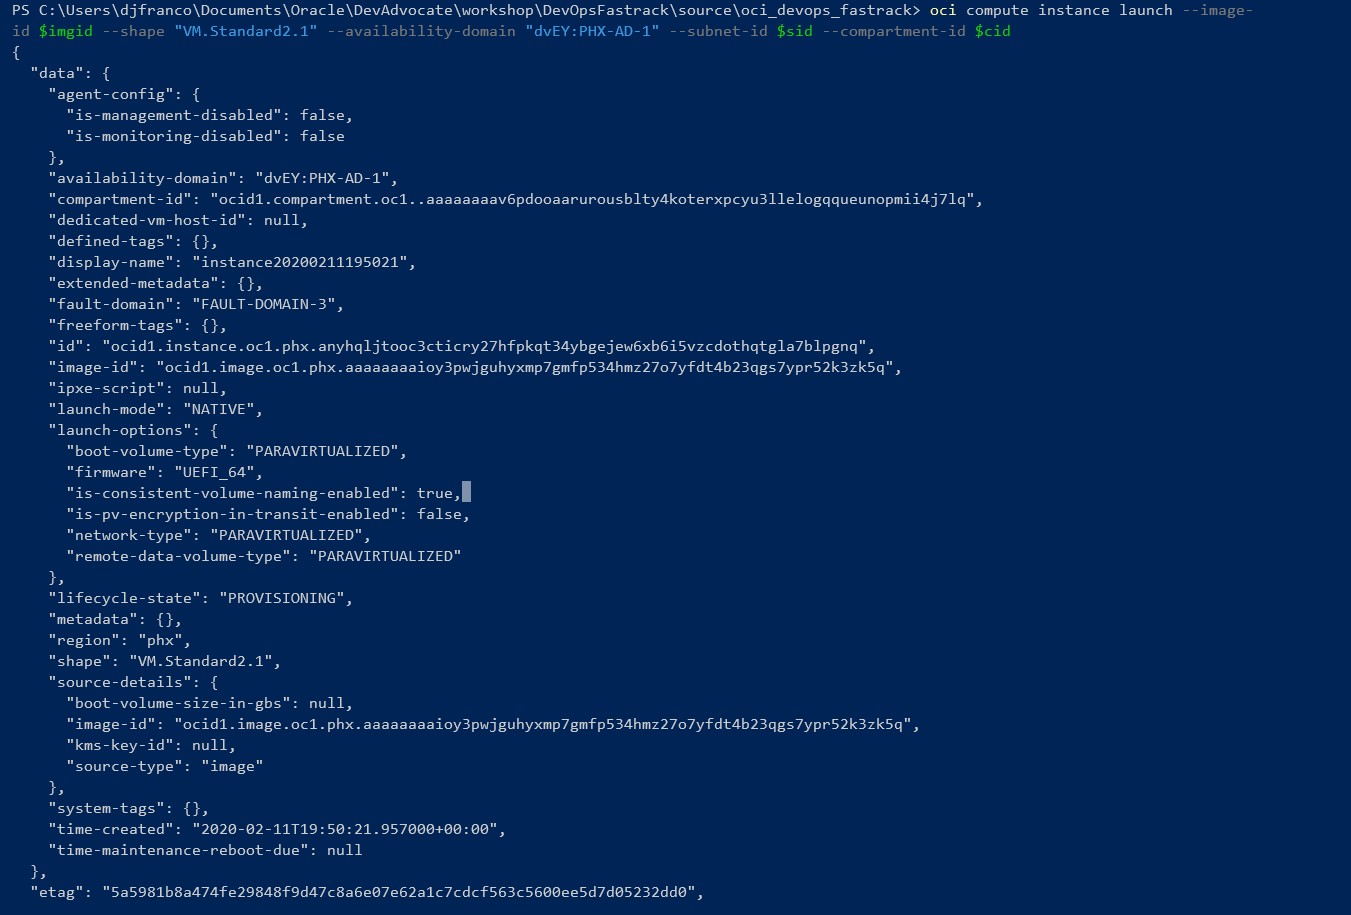 PS C:\Users\djfranco\Documents\Oracle\DevAdvocate\workshop\DevOpsFastrack\source\oci_devops_fastrack> oci compute instance launch --image-
id $imgid --shape "VM.Standard2.1" --availability-domain "dvEY:PHX-AD-1" --subnet-id $sid --compartment-id $cid
{
  "data": {
    "agent-config": {
      "is-management-disabled": false,
      "is-monitoring-disabled": false
    },
    "availability-domain": "dvEY:PHX-AD-1",
    "compartment-id": "ocid1.compartment.oc1..aaaaaaaav6pdooaarurousblty4koterxpcyu3llelogqqueunopmii4j7lq",
    "dedicated-vm-host-id": null,
    "defined-tags": {},
    "display-name": "instance20200211195021",
    "extended-metadata": {},
    "fault-domain": "FAULT-DOMAIN-3",
    "freeform-tags": {},
    "id": "ocid1.instance.oc1.phx.anyhqljtooc3cticry27hfpkqt34ybgejew6xb6i5vzcdothqtgla7blpgnq",
    "image-id": "ocid1.image.oc1.phx.aaaaaaaaioy3pwjguhyxmp7gmfp534hmz27o7yfdt4b23qgs7ypr52k3zk5q",
    "ipxe-script": null,
    "launch-mode": "NATIVE",
    "launch-options": {
      "boot-volume-type": "PARAVIRTUALIZED",
      "firmware": "UEFI_64",
      "is-consistent-volume-naming-enabled": true,
      "is-pv-encryption-in-transit-enabled": false,
      "network-type": "PARAVIRTUALIZED",
      "remote-data-volume-type": "PARAVIRTUALIZED"
    },
    "lifecycle-state": "PROVISIONING",
    "metadata": {},
    "region": "phx",
    "shape": "VM.Standard2.1",
    "source-details": {
      "boot-volume-size-in-gbs": null,
      "image-id": "ocid1.image.oc1.phx.aaaaaaaaioy3pwjguhyxmp7gmfp534hmz27o7yfdt4b23qgs7ypr52k3zk5q",
      "kms-key-id": null,
      "source-type": "image"
    },
    "system-tags": {},
    "time-created": "2020-02-11T19:50:21.957000+00:00",
    "time-maintenance-reboot-due": null
  },
  "etag": "5a5981b8a474fe29848f9d47c8a6e07e62a1c7cdcf563c5600ee5d7d05232dd0",